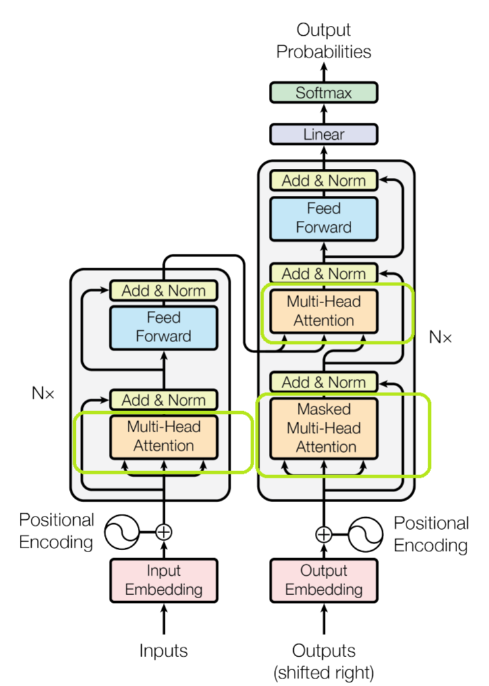 Output
Probabilities
Softmax
Linear
Add & Norm
Feed
Forward
Add & Norm
Multi-Head
Attention
Nx
Add & Norm
Masked
Multi-Head
Attention
Add & Norm
Feed
Forward
Nx
Add & Norm
Multi-Head
Attention
Positional
Encoding
Positional
Encoding
Input
Embedding
Output
Embedding
Inputs
Outputs
(shifted right)